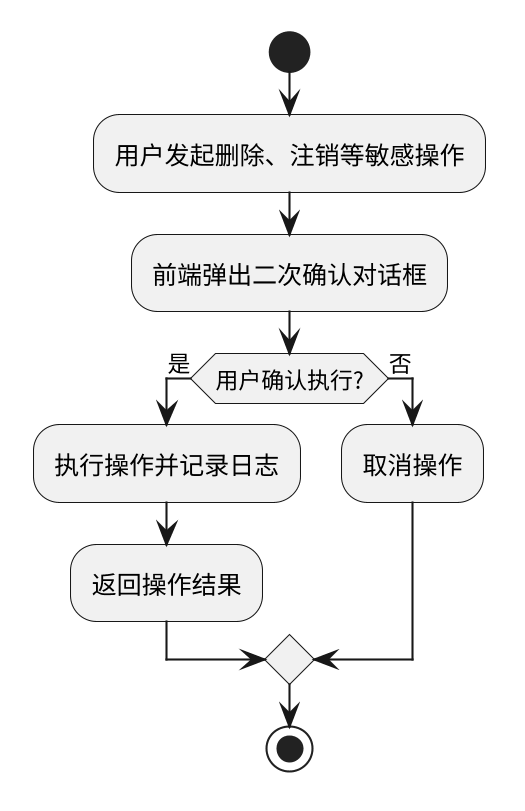 用户发起删除、注销等敏感操作
前端弹出二次确认对话框
是
用户确认执行?
否
执行操作并记录日志
取消操作
返回操作结果